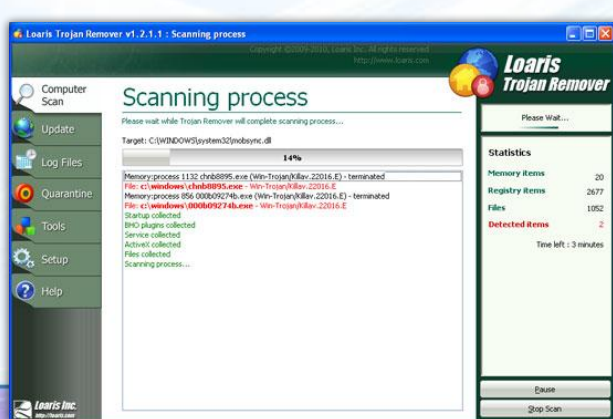 Loaris Trojan Remover v1.2.1.1 : Scanning process
Copyright ©2009-2010, Loaris Inc. All rights reserved
http://www.loaris.com
Loaris
Trojan Remover
Computer
Scan
Update
Log Files
Quarantine
Tools
Setup
Help
Loaris Inc.
http://loaris.com
Scanning process
Please wait while Trojan Remover will complete scanning process...
Target: C:\WINDOWS\system32\mobsync.dl
14%
Memory:process 1132 chnb8895.exe (Win-Trojan/Killav.22016.E) - terminated
File: c:\windows\chnb8895.exe - Win-Trojan/Killav.22016.E
Memory:process 856 000b09274b.exe (Win-Trojan/Killav.22016.E) - terminated
File: c:\windows\000b09274b.exe - Win-Trojan/Killav.22016.E
Startup collected
BHO plugins collected
Service collected
ActiveX collected
Files collected
Scanning process...
Please Wait...
Statistics
Memory items 20
Registry items 2677
Files 1052
Detected items 2
Time left : 3 minutes
Pause
Stop Scan